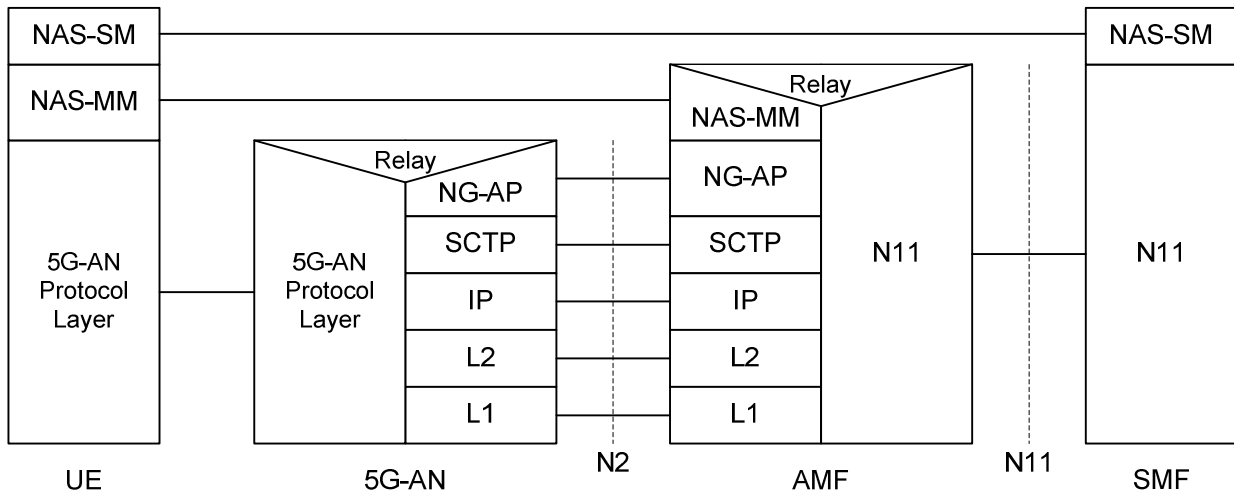 NAS-SM
NAS-SM
Relay
NAS-MM
NAS-MM
Relay
NG-AP
NG-AP
SCTP
SCTP
N11
N11
5G-AN
Protocol
Layer
5G-AN
Protocol
Layer
IP
IP
L2
L2
L1
L1
N2
N11
UE
5G-AN
AMF
SMF